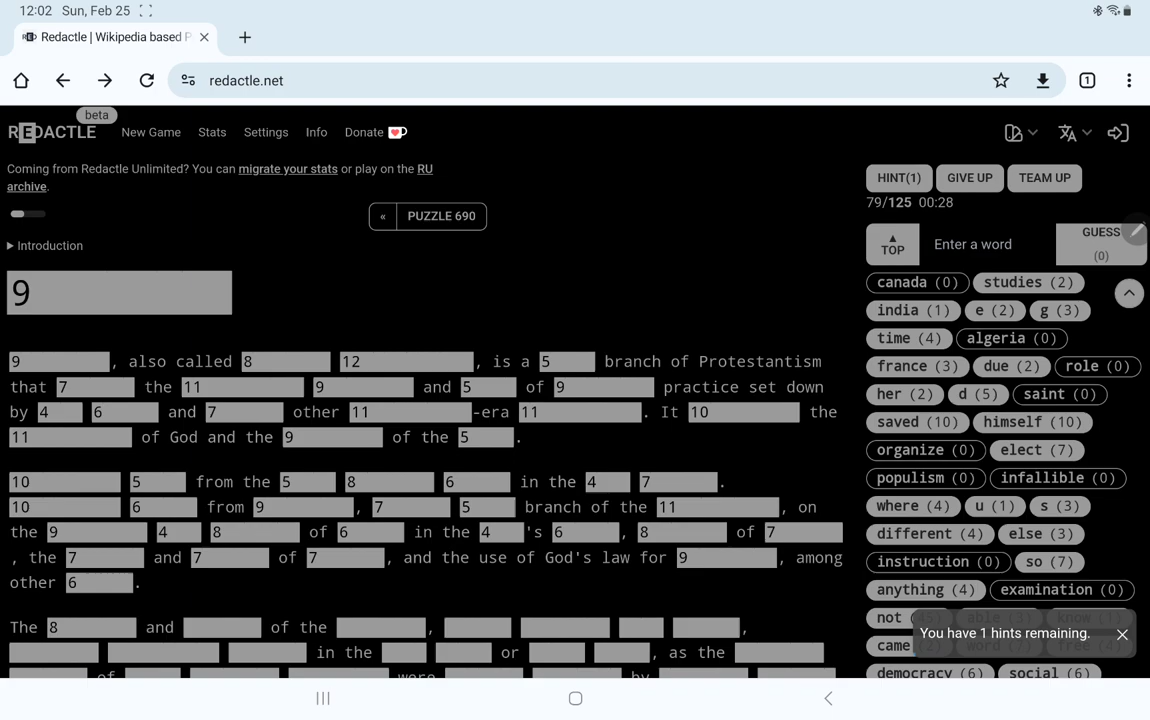 12:02 Sun, Feb 25
Redactle | Wikipedia based P
redactle.net
1
beta
REDACTLE New Game Stats Settings Info Donate
Coming from Redactle Unlimited? You can migrate your stats or play on the RU
archive.
« PUZZLE 690
Introduction
9
9, also called 8 12, is a 5 branch of Protestantism
that 7 the 11 9 and 5 of 9 practice set down
by 4 6 and 7 other 11-era 11. It 10 the
11 of God and the 9 of the 5.
10 5 from the 5 8 6 in the 4 7.
10 6 from 9, 7 5 branch of the 11, on
the 9 4 8 of 6 in the 4's 6, 8 of 7
, the 7 and 7 of 7, and the use of God's law for 9, among
other 6.
The 8 and of the , ,
in the or , as the
of were by
HINT(1) GIVE UP TEAM UP
79/125 00:28
▲
TOP
Enter a word
GUESS
(0)
canada (0) studies (2)
india (1) e (2) g (3)
time (4) algeria (0)
france (3) due (2) role (0)
her (2) d (5) saint (0)
saved (10) himself (10)
organize (0) elect (7)
populism (0) infallible (0)
where (4) u (1) s (3)
different (4) else (3)
instruction (0) so (7)
anything (4) examination (0)
not able know
came word free
You have 1 hints remaining.
democracy (6) social (6)